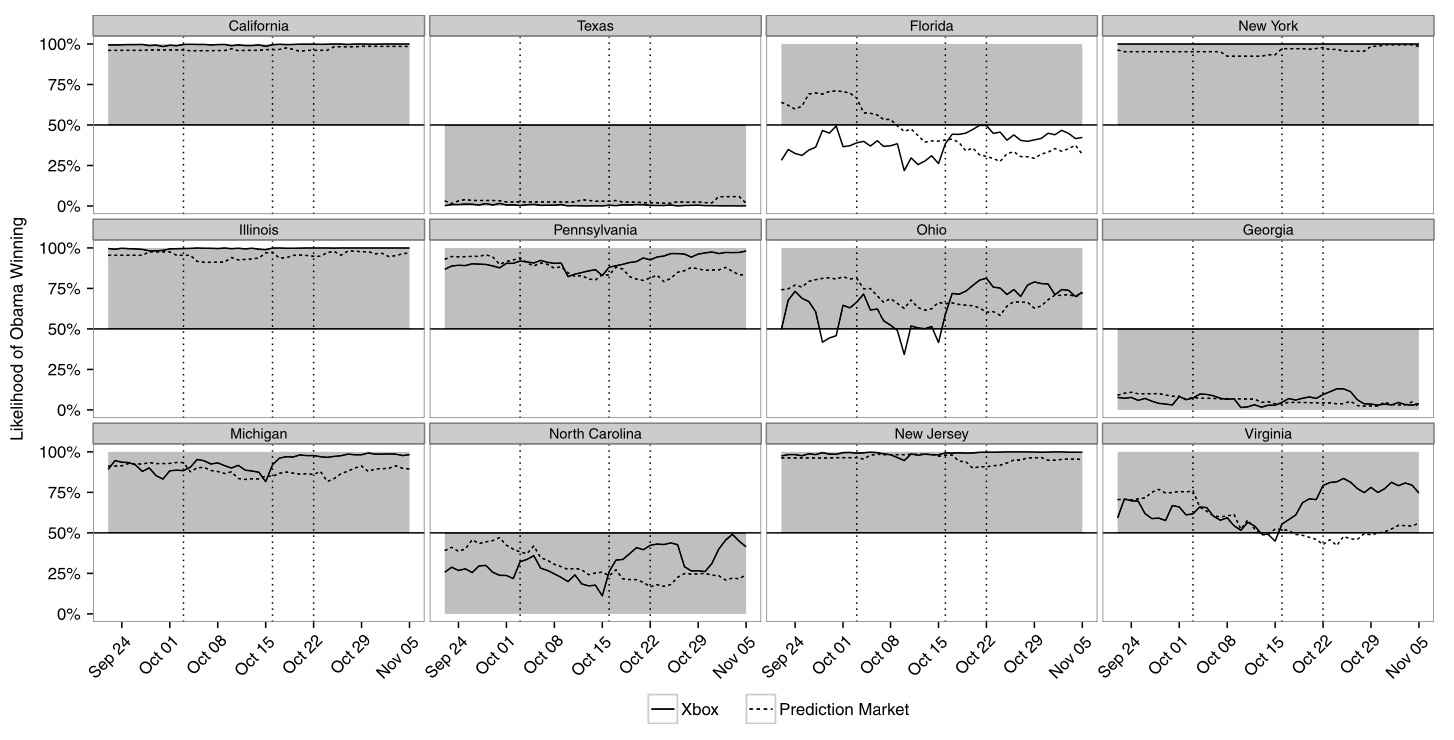 California Texas Florida New York
100%
75%
50%
25%
0%
Illinois Pennsylvania Ohio Georgia
100%
75%
50%
25%
0%
Likelihood of Obama Winning
Michigan North Carolina New Jersey Virginia
100%
75%
50%
25%
0%
Sep 24 Oct 01 Oct 08 Oct 15 Oct 22 Oct 29 Nov 05 Sep 24 Oct 01 Oct 08 Oct 15 Oct 22 Oct 29 Nov 05 Sep 24 Oct 01 Oct 08 Oct 15 Oct 22 Oct 29 Nov 05 Sep 24 Oct 01 Oct 08 Oct 15 Oct 22 Oct 29 Nov 05
Xbox Prediction Market